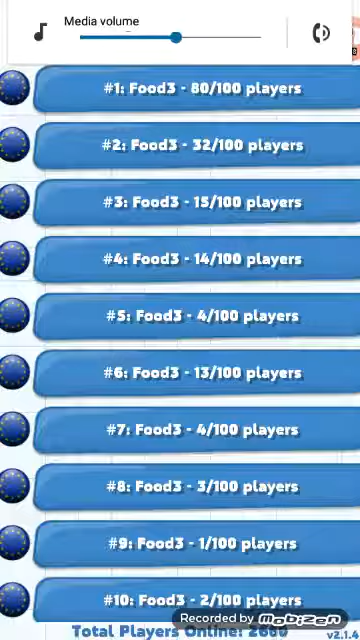 Media volume
#1: Food3 - 80/100 players
#2: Food3 - 32/100 players
#3: Food3 - 15/100 players
#4: Food3 - 14/100 players
#5: Food3 - 4/100 players
#6: Food3 - 13/100 players
#7: Food3 - 4/100 players
#8: Food3 - 3/100 players
#9: Food3 - 1/100 players
#10: Food3 - 2/100 players
Recorded by mobizen
Total Players Online:
v2.1.4